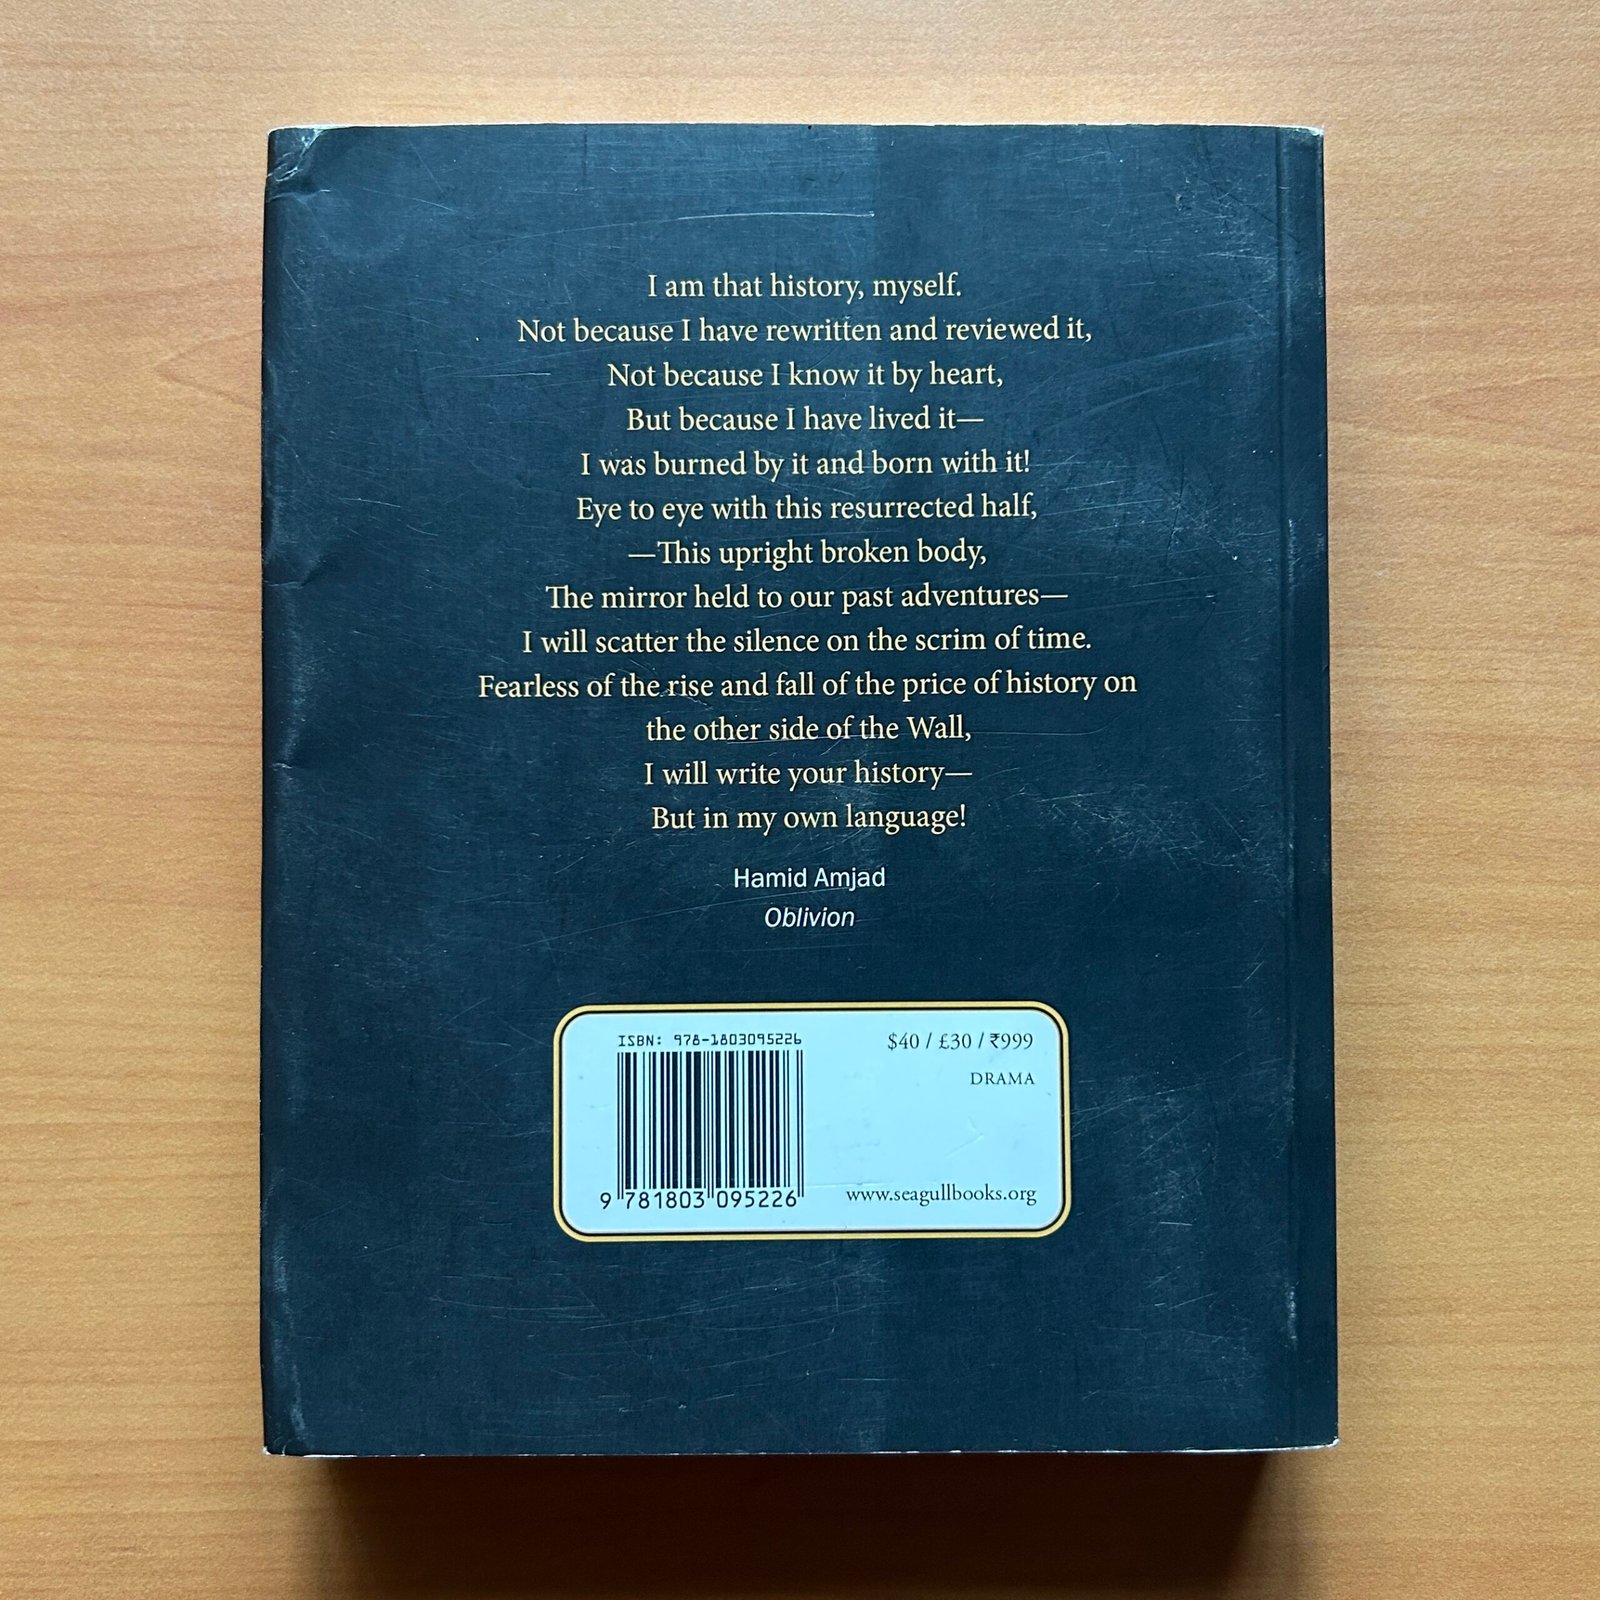 I am that history, myself.
Not because I have rewritten and reviewed it,
Not because I know it by heart,
But because I have lived it—
I was burned by it and born with it!
Eye to eye with this resurrected half,
—This upright broken body,
The mirror held to our past adventures—
I will scatter the silence on the scrim of time.
Fearless of the rise and fall of the price of history on
the other side of the Wall,
I will write your history—
But in my own language!
Hamid Amjad
Oblivion
ISBN: 978-1803095226
$40 / £30 / ₹999
DRAMA
9 781803 095226
www.seagullbooks.org